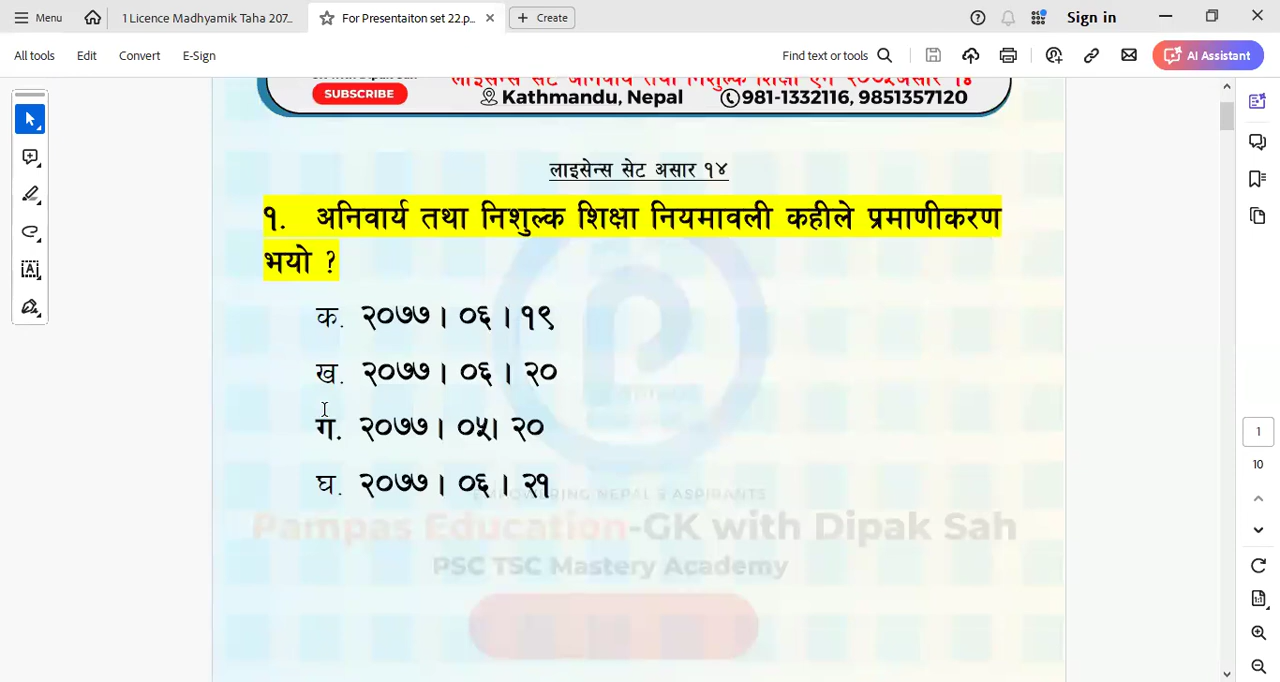 Menu
1 Licence Madhyamik Taha 207...
For Presentaiton set 22.p...
Create
Sign in
All tools
Edit
Convert
E-Sign
Find text or tools
AI Assistant
SUBSCRIBE
Kathmandu, Nepal
981-1332116, 9851357120
लाइसेन्स सेट असार १४
१. अनिवार्य तथा निशुल्क शिक्षा नियमावली कहीले प्रमाणीकरण
भयो ?
क. २०७७। ०६। १९
ख. २०७७। ०६। २०
ग. २०७७। ०५। २०
घ. २०७७। ०६। २१
EMPOWERING NEPAL'S ASPIRANTS
Pampas Education-GK with Dipak Sah
PSC TSC Mastery Academy
1
10